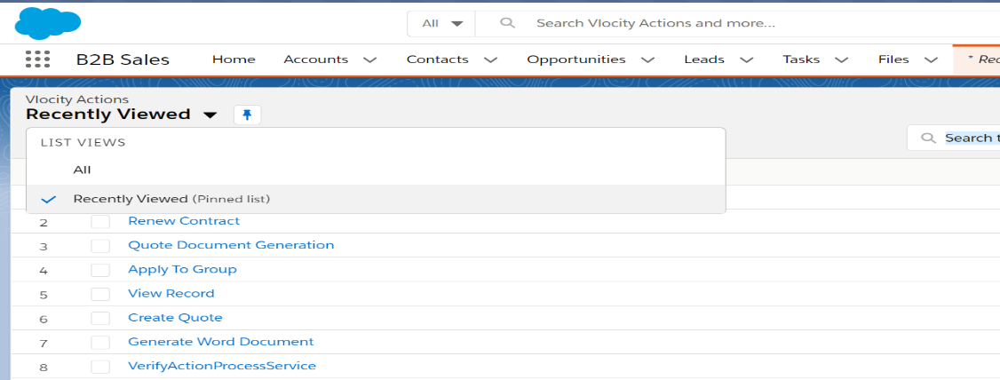 All Search Vlocity Actions and more...
B2B Sales Home Accounts Contacts Opportunities Leads Tasks Files * Rec
Vlocity Actions
Recently Viewed
LIST VIEWS
Search t
All
Recently Viewed (Pinned list)
2 Renew Contract
3 Quote Document Generation
4 Apply To Group
5 View Record
6 Create Quote
7 Generate Word Document
8 VerifyActionProcessService